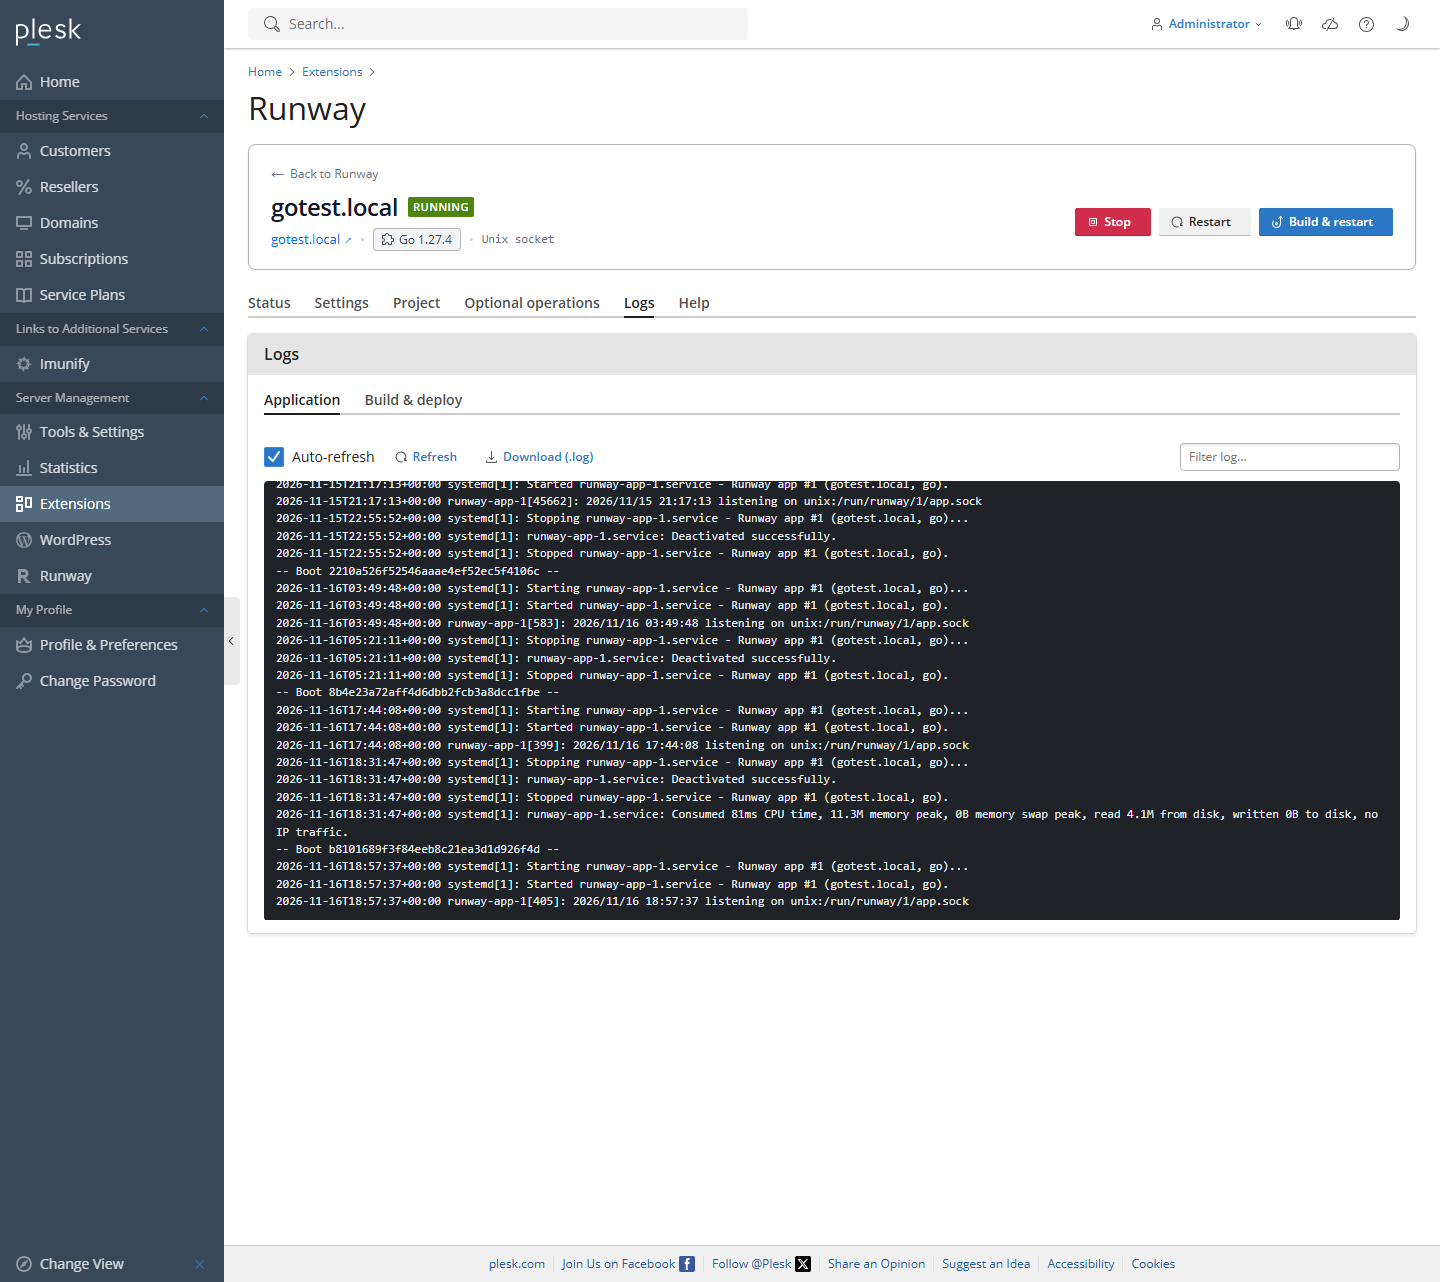 plesk
Search...
Administrator
Home
Hosting Services
Customers
Resellers
Domains
Subscriptions
Service Plans
Links to Additional Services
Imunify
Server Management
Tools & Settings
Statistics
Extensions
WordPress
Runway
My Profile
Profile & Preferences
Change Password
Change View
Home > Extensions >
Runway
← Back to Runway
gotest.local RUNNING
gotest.local Go 1.27.4 Unix socket
Stop Restart Build & restart
Status Settings Project Optional operations Logs Help
Logs
Application Build & deploy
Auto-refresh Refresh Download (.log) Filter log...
2026-11-15T21:17:13+00:00 systemd[1]: Started runway-app-1.service - Runway app #1 (gotest.local, go).
2026-11-15T21:17:13+00:00 runway-app-1[45662]: 2026/11/15 21:17:13 listening on unix:/run/runway/1/app.sock
2026-11-15T22:55:52+00:00 systemd[1]: Stopping runway-app-1.service - Runway app #1 (gotest.local, go)...
2026-11-15T22:55:52+00:00 systemd[1]: runway-app-1.service: Deactivated successfully.
2026-11-15T22:55:52+00:00 systemd[1]: Stopped runway-app-1.service - Runway app #1 (gotest.local, go).
-- Boot 2210a526f52546aaae4ef52ec5f4106c --
2026-11-16T03:49:48+00:00 systemd[1]: Starting runway-app-1.service - Runway app #1 (gotest.local, go)...
2026-11-16T03:49:48+00:00 systemd[1]: Started runway-app-1.service - Runway app #1 (gotest.local, go).
2026-11-16T03:49:48+00:00 runway-app-1[583]: 2026/11/16 03:49:48 listening on unix:/run/runway/1/app.sock
2026-11-16T05:21:11+00:00 systemd[1]: Stopping runway-app-1.service - Runway app #1 (gotest.local, go)...
2026-11-16T05:21:11+00:00 systemd[1]: runway-app-1.service: Deactivated successfully.
2026-11-16T05:21:11+00:00 systemd[1]: Stopped runway-app-1.service - Runway app #1 (gotest.local, go).
-- Boot 8b4e23a72aff4d6dbb2fcb3a8dcc1fbe --
2026-11-16T17:44:08+00:00 systemd[1]: Starting runway-app-1.service - Runway app #1 (gotest.local, go)...
2026-11-16T17:44:08+00:00 systemd[1]: Started runway-app-1.service - Runway app #1 (gotest.local, go).
2026-11-16T17:44:08+00:00 runway-app-1[399]: 2026/11/16 17:44:08 listening on unix:/run/runway/1/app.sock
2026-11-16T18:31:47+00:00 systemd[1]: Stopping runway-app-1.service - Runway app #1 (gotest.local, go)...
2026-11-16T18:31:47+00:00 systemd[1]: runway-app-1.service: Deactivated successfully.
2026-11-16T18:31:47+00:00 systemd[1]: Stopped runway-app-1.service - Runway app #1 (gotest.local, go).
2026-11-16T18:31:47+00:00 systemd[1]: runway-app-1.service: Consumed 81ms CPU time, 11.3M memory peak, 0B memory swap peak, read 4.1M from disk, written 0B to disk, no
IP traffic.
-- Boot b8101689f3f84eeb8c21ea3d1d926f4d --
2026-11-16T18:57:37+00:00 systemd[1]: Starting runway-app-1.service - Runway app #1 (gotest.local, go)...
2026-11-16T18:57:37+00:00 systemd[1]: Started runway-app-1.service - Runway app #1 (gotest.local, go).
2026-11-16T18:57:37+00:00 runway-app-1[405]: 2026/11/16 18:57:37 listening on unix:/run/runway/1/app.sock
plesk.com Join Us on Facebook Follow @Plesk Share an Opinion Suggest an Idea Accessibility Cookies